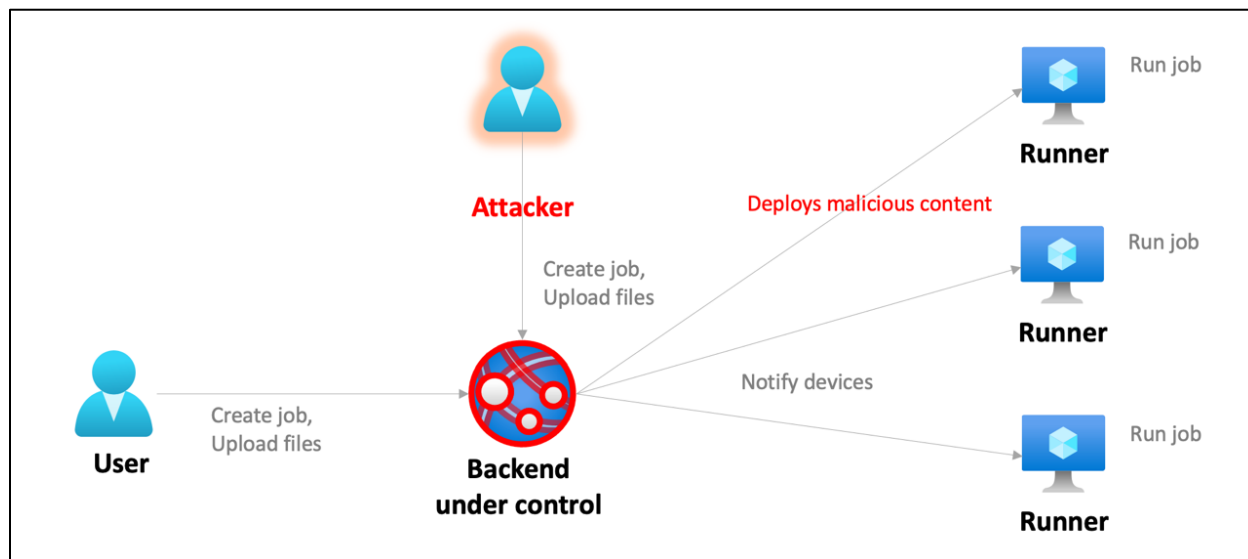 Run job
Runner
Attacker
Deploys malicious content
Run job
Create job,
Upload files
Runner
Notify devices
Create job,
Upload files
Run job
User
Backend
under control
Runner